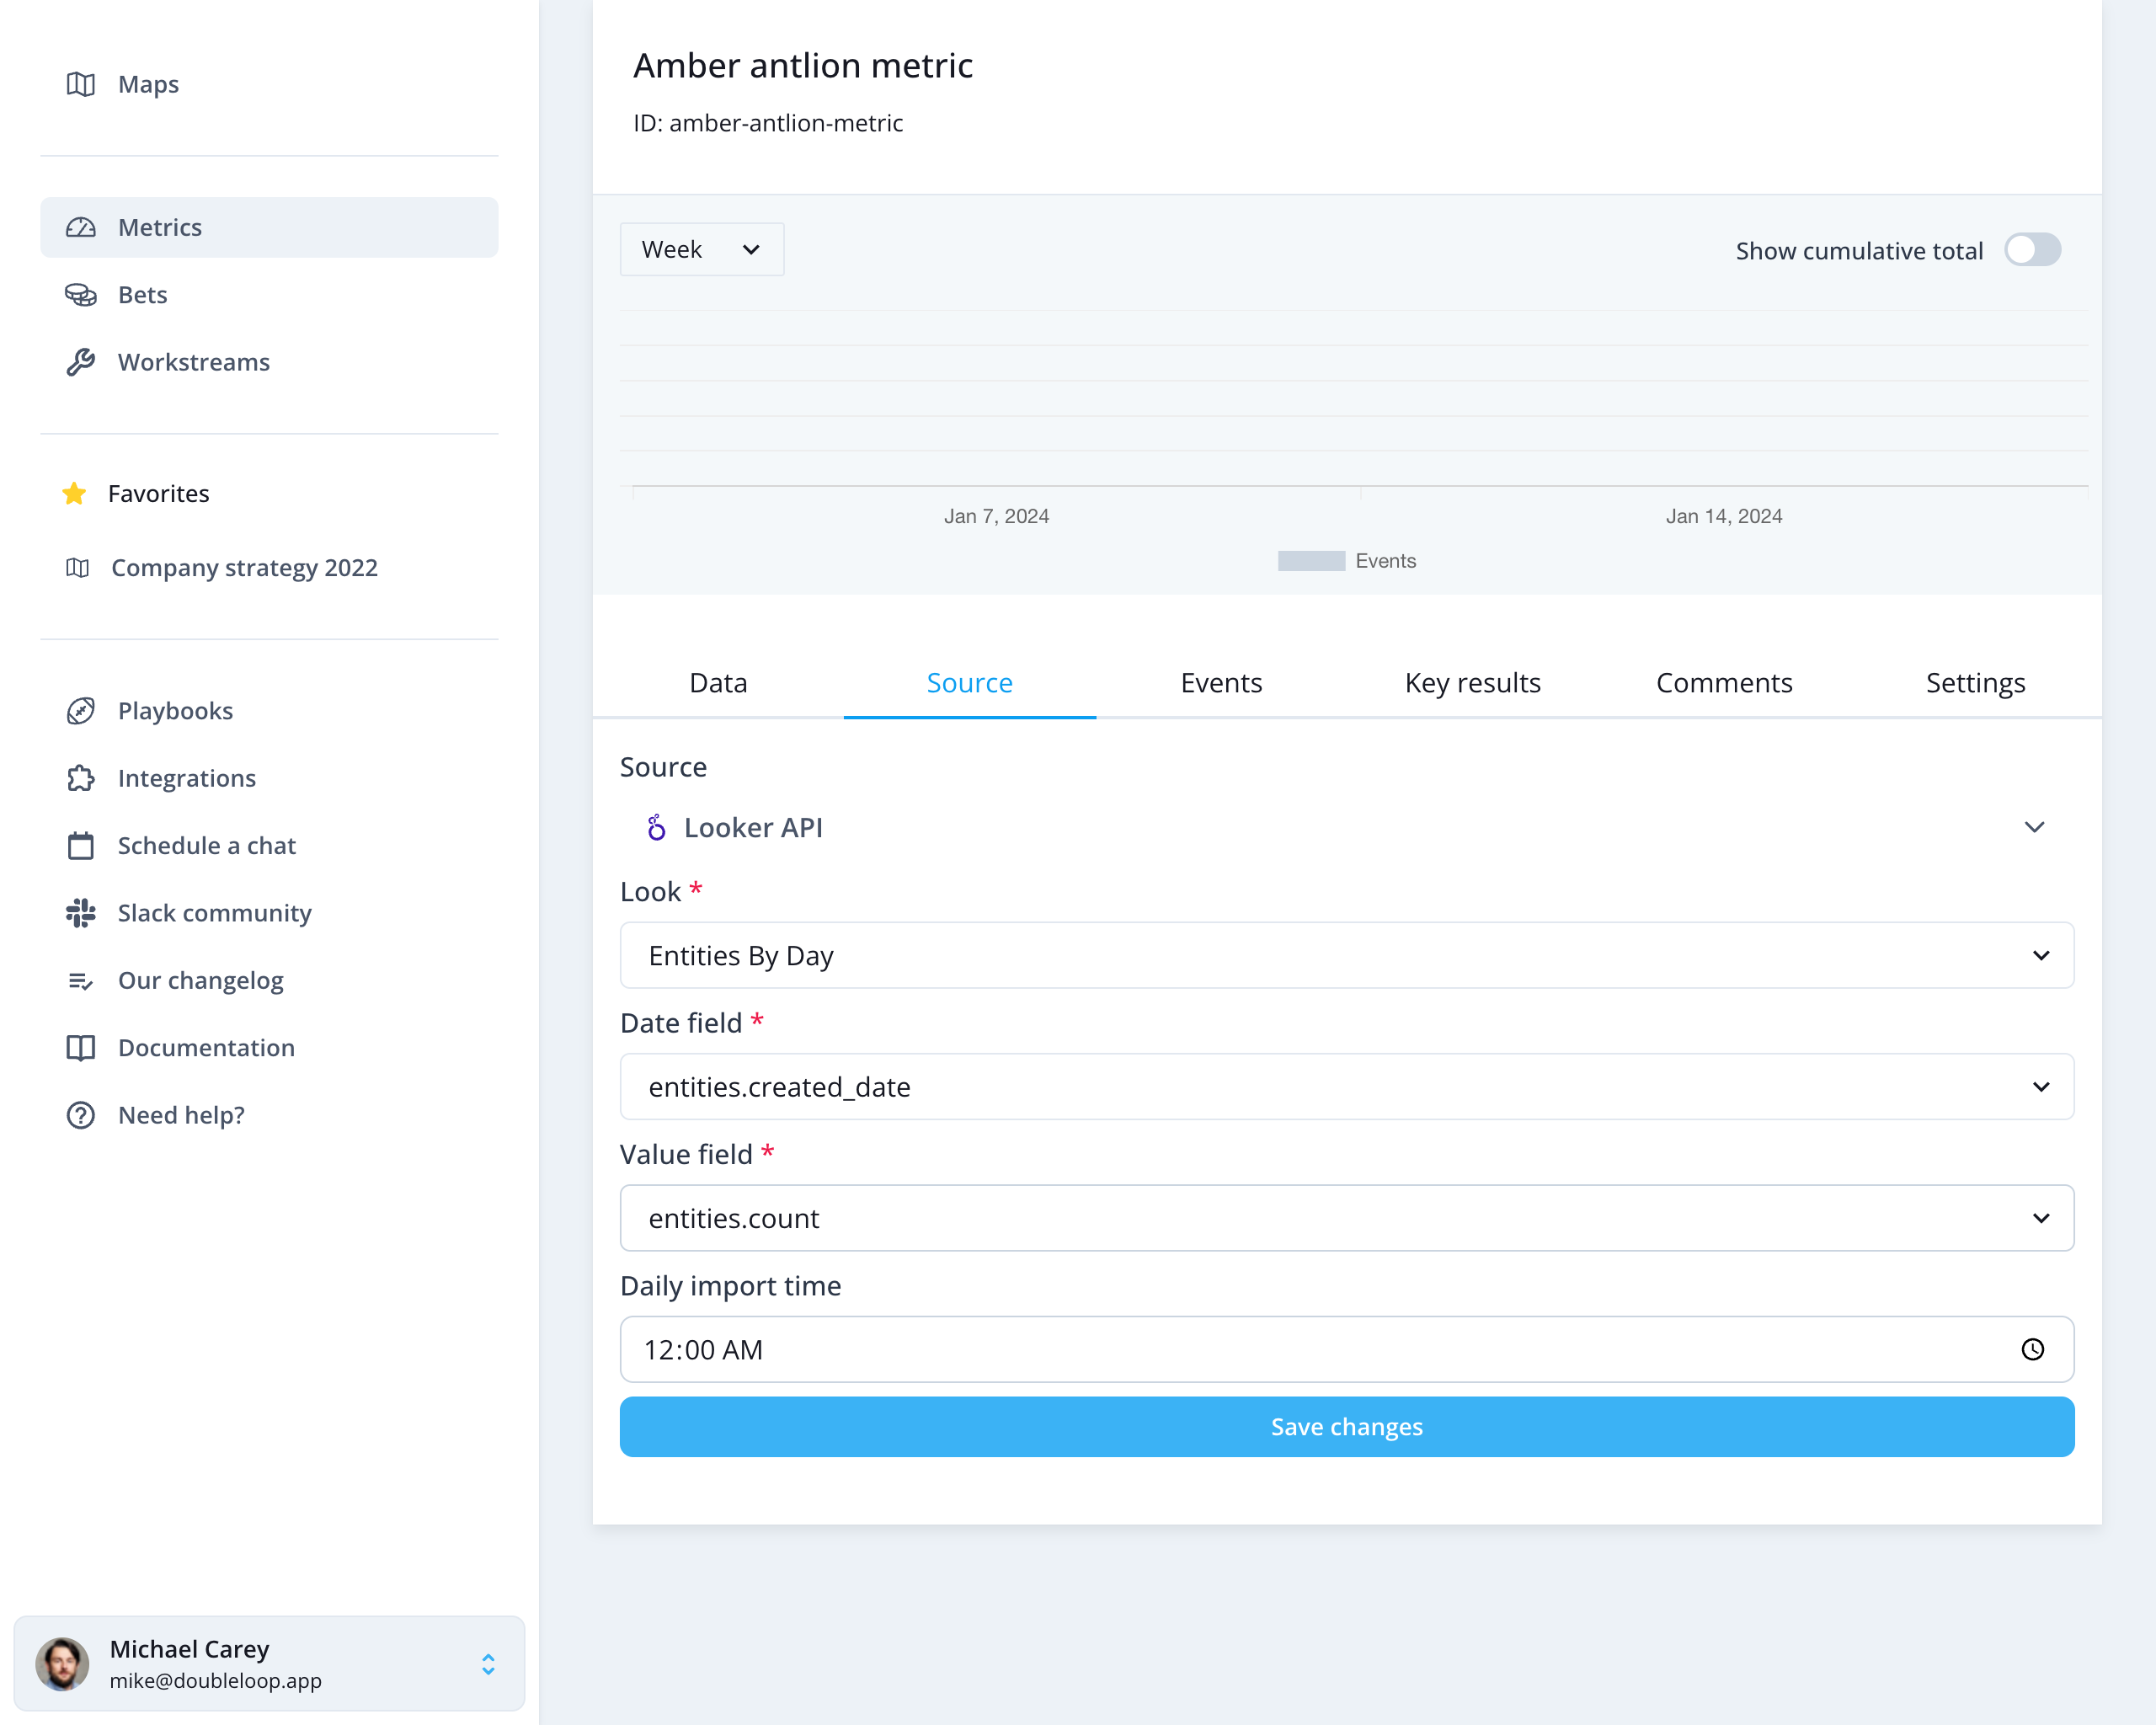 Maps
Metrics
Bets
Workstreams
Favorites
Company strategy 2022
Playbooks
Integrations
Schedule a chat
Slack community
Our changelog
Documentation
Need help?
Michael Carey
mike@doubleloop.app
Amber antlion metric
ID: amber-antlion-metric
Week
Show cumulative total
Jan 7, 2024
Jan 14, 2024
Events
Data
Source
Events
Key results
Comments
Settings
Source
Looker API
Look *
Entities By Day
Date field *
entities.created_date
Value field *
entities.count
Daily import time
12:00 AM
Save changes